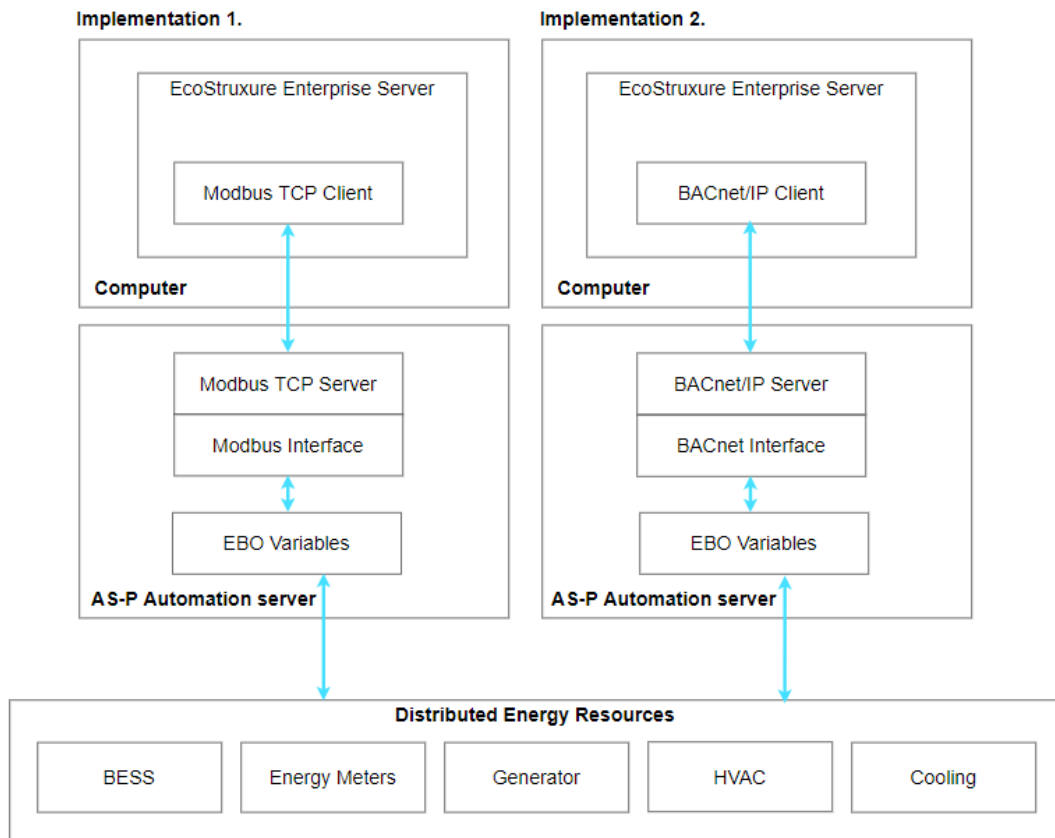 Implementation 1.
EcoStruxure Enterprise Server
Modbus TCP Client
Computer
Modbus TCP Server
Modbus Interface
EBO Variables
AS-P Automation server
Implementation 2.
EcoStruxure Enterprise Server
BACnet/IP Client
Computer
BACnet/IP Server
BACnet Interface
EBO Variables
AS-P Automation server
Distributed Energy Resources
BESS
Energy Meters
Generator
HVAC
Cooling